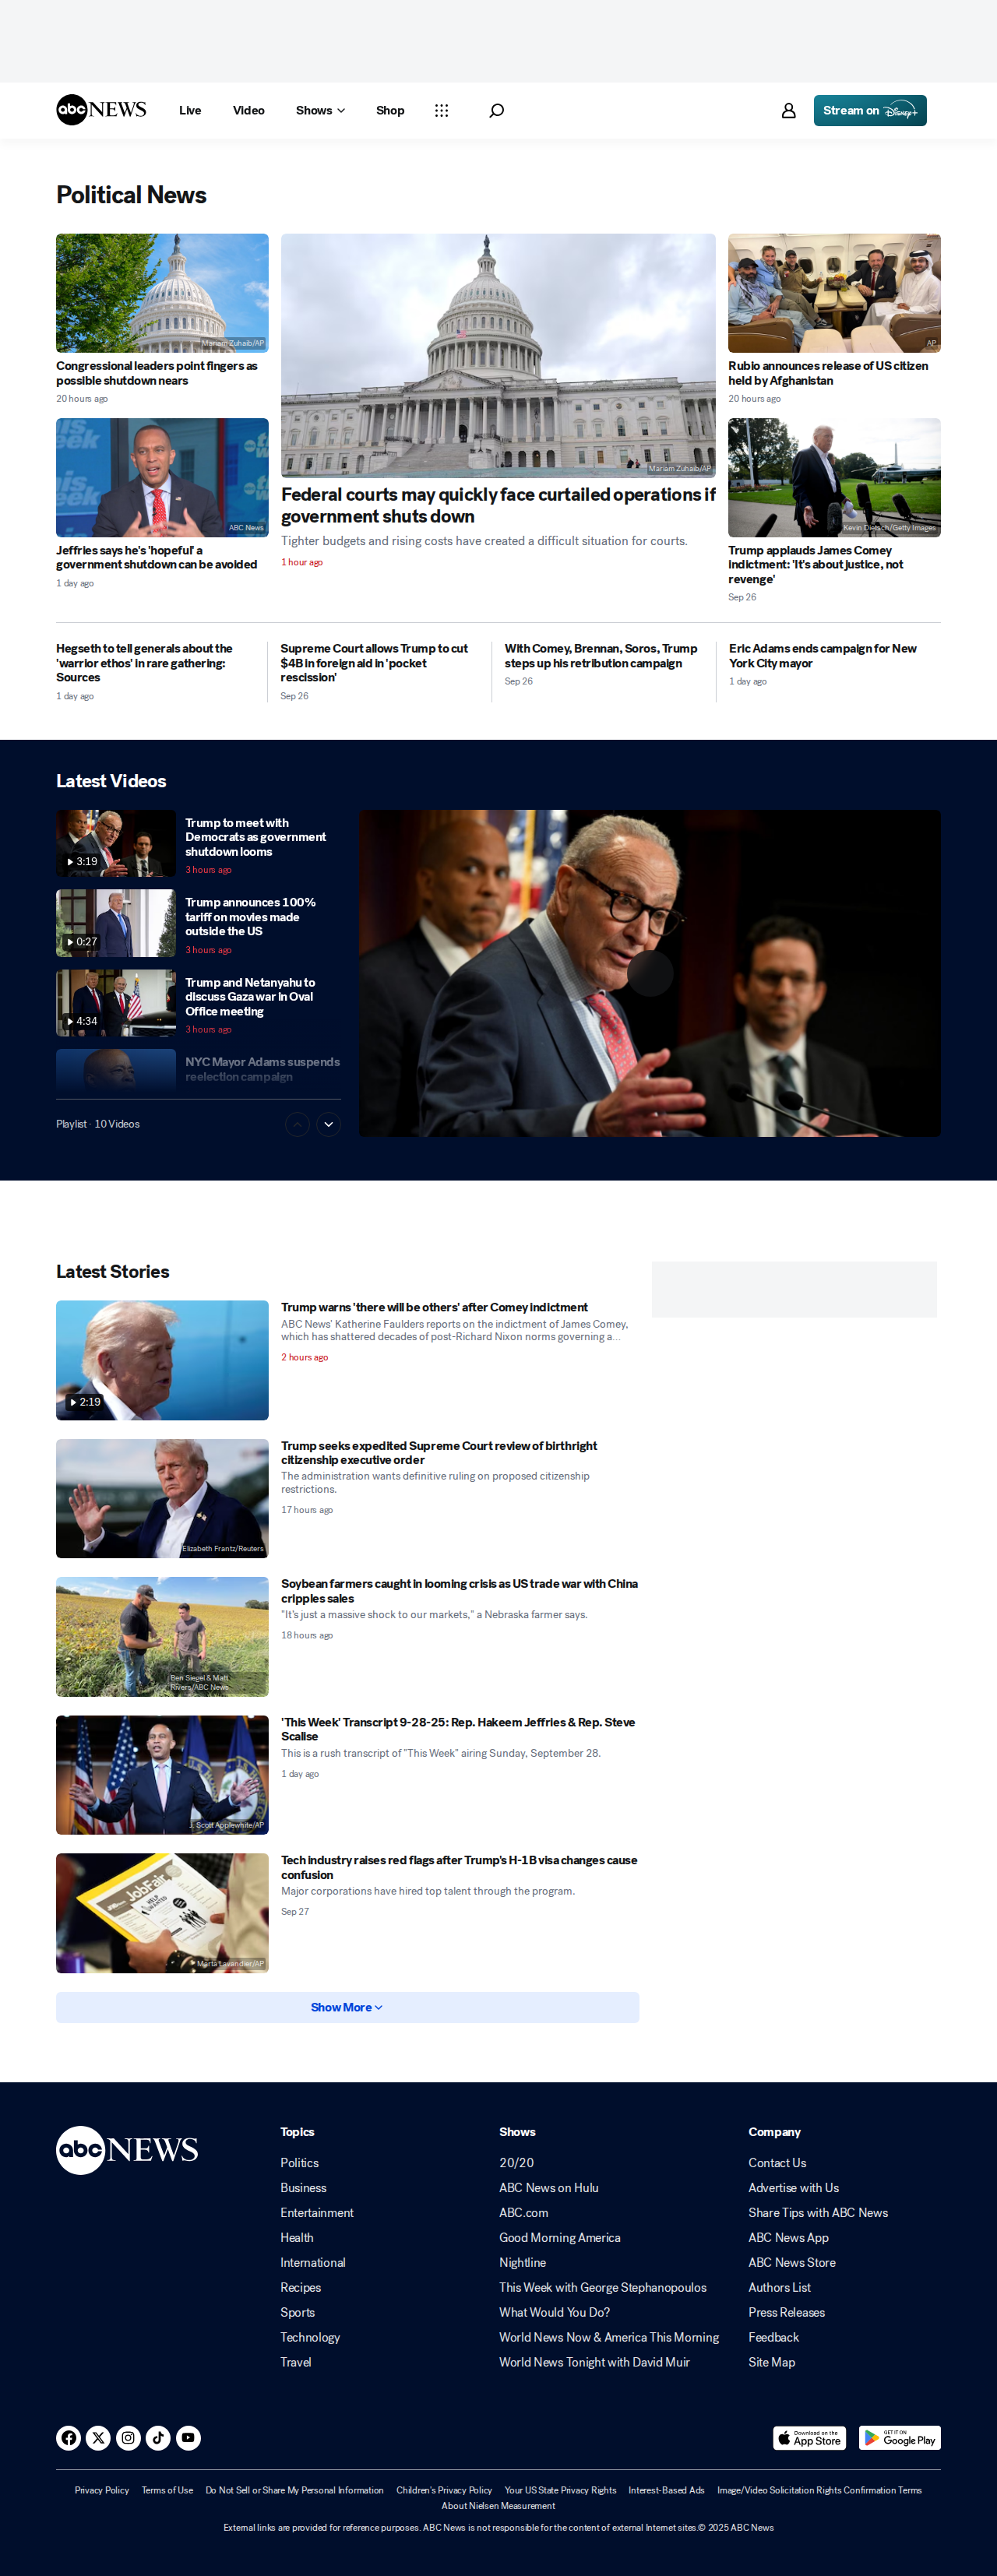 abc NEWS
Live
Video
Shows
Shop
Stream on Disney+
Political News
Mariam Zuhaib/AP
Congressional leaders point fingers as
possible shutdown nears
20 hours ago
ABC News
Jeffries says he's 'hopeful' a
government shutdown can be avoided
1 day ago
Mariam Zuhaib/AP
Federal courts may quickly face curtailed operations if
government shuts down
Tighter budgets and rising costs have created a difficult situation for courts.
1 hour ago
AP
Rubio announces release of US citizen
held by Afghanistan
20 hours ago
Kevin Dietsch/Getty Images
Trump applauds James Comey
indictment: 'It's about justice, not
revenge'
Sep 26
Hegseth to tell generals about the
'warrior ethos' in rare gathering:
Sources
1 day ago
Supreme Court allows Trump to cut
$4B in foreign aid in 'pocket
rescission'
Sep 26
With Comey, Brennan, Soros, Trump
steps up his retribution campaign
Sep 26
Eric Adams ends campaign for New
York City mayor
1 day ago
Latest Videos
3:19
Trump to meet with
Democrats as government
shutdown looms
3 hours ago
0:27
Trump announces 100%
tariff on movies made
outside the US
3 hours ago
4:34
Trump and Netanyahu to
discuss Gaza war in Oval
Office meeting
3 hours ago
NYC Mayor Adams suspends
reelection campaign
Playlist · 10 Videos
Latest Stories
2:19
Trump warns 'there will be others' after Comey indictment
ABC News' Katherine Faulders reports on the indictment of James Comey,
which has shattered decades of post-Richard Nixon norms governing a...
2 hours ago
Elizabeth Frantz/Reuters
Trump seeks expedited Supreme Court review of birthright
citizenship executive order
The administration wants definitive ruling on proposed citizenship
restrictions.
17 hours ago
Ben Siegel & Matt
Rivers/ABC News
Soybean farmers caught in looming crisis as US trade war with China
cripples sales
"It's just a massive shock to our markets," a Nebraska farmer says.
18 hours ago
J. Scott Applewhite/AP
'This Week' Transcript 9-28-25: Rep. Hakeem Jeffries & Rep. Steve
Scalise
This is a rush transcript of "This Week" airing Sunday, September 28.
1 day ago
JobFair
HELP
WANTED
Marta Lavandier/AP
Tech industry raises red flags after Trump's H-1B visa changes cause
confusion
Major corporations have hired top talent through the program.
Sep 27
Show More
abc NEWS
Topics
Politics
Business
Entertainment
Health
International
Recipes
Sports
Technology
Travel
Shows
20/20
ABC News on Hulu
ABC.com
Good Morning America
Nightline
This Week with George Stephanopoulos
What Would You Do?
World News Now & America This Morning
World News Tonight with David Muir
Company
Contact Us
Advertise with Us
Share Tips with ABC News
ABC News App
ABC News Store
Authors List
Press Releases
Feedback
Site Map
Download on the
App Store
GET IT ON
Google Play
Privacy Policy
Terms of Use
Do Not Sell or Share My Personal Information
Children's Privacy Policy
Your US State Privacy Rights
Interest-Based Ads
Image/Video Solicitation Rights Confirmation Terms
About Nielsen Measurement
External links are provided for reference purposes. ABC News is not responsible for the content of external Internet sites.© 2025 ABC News